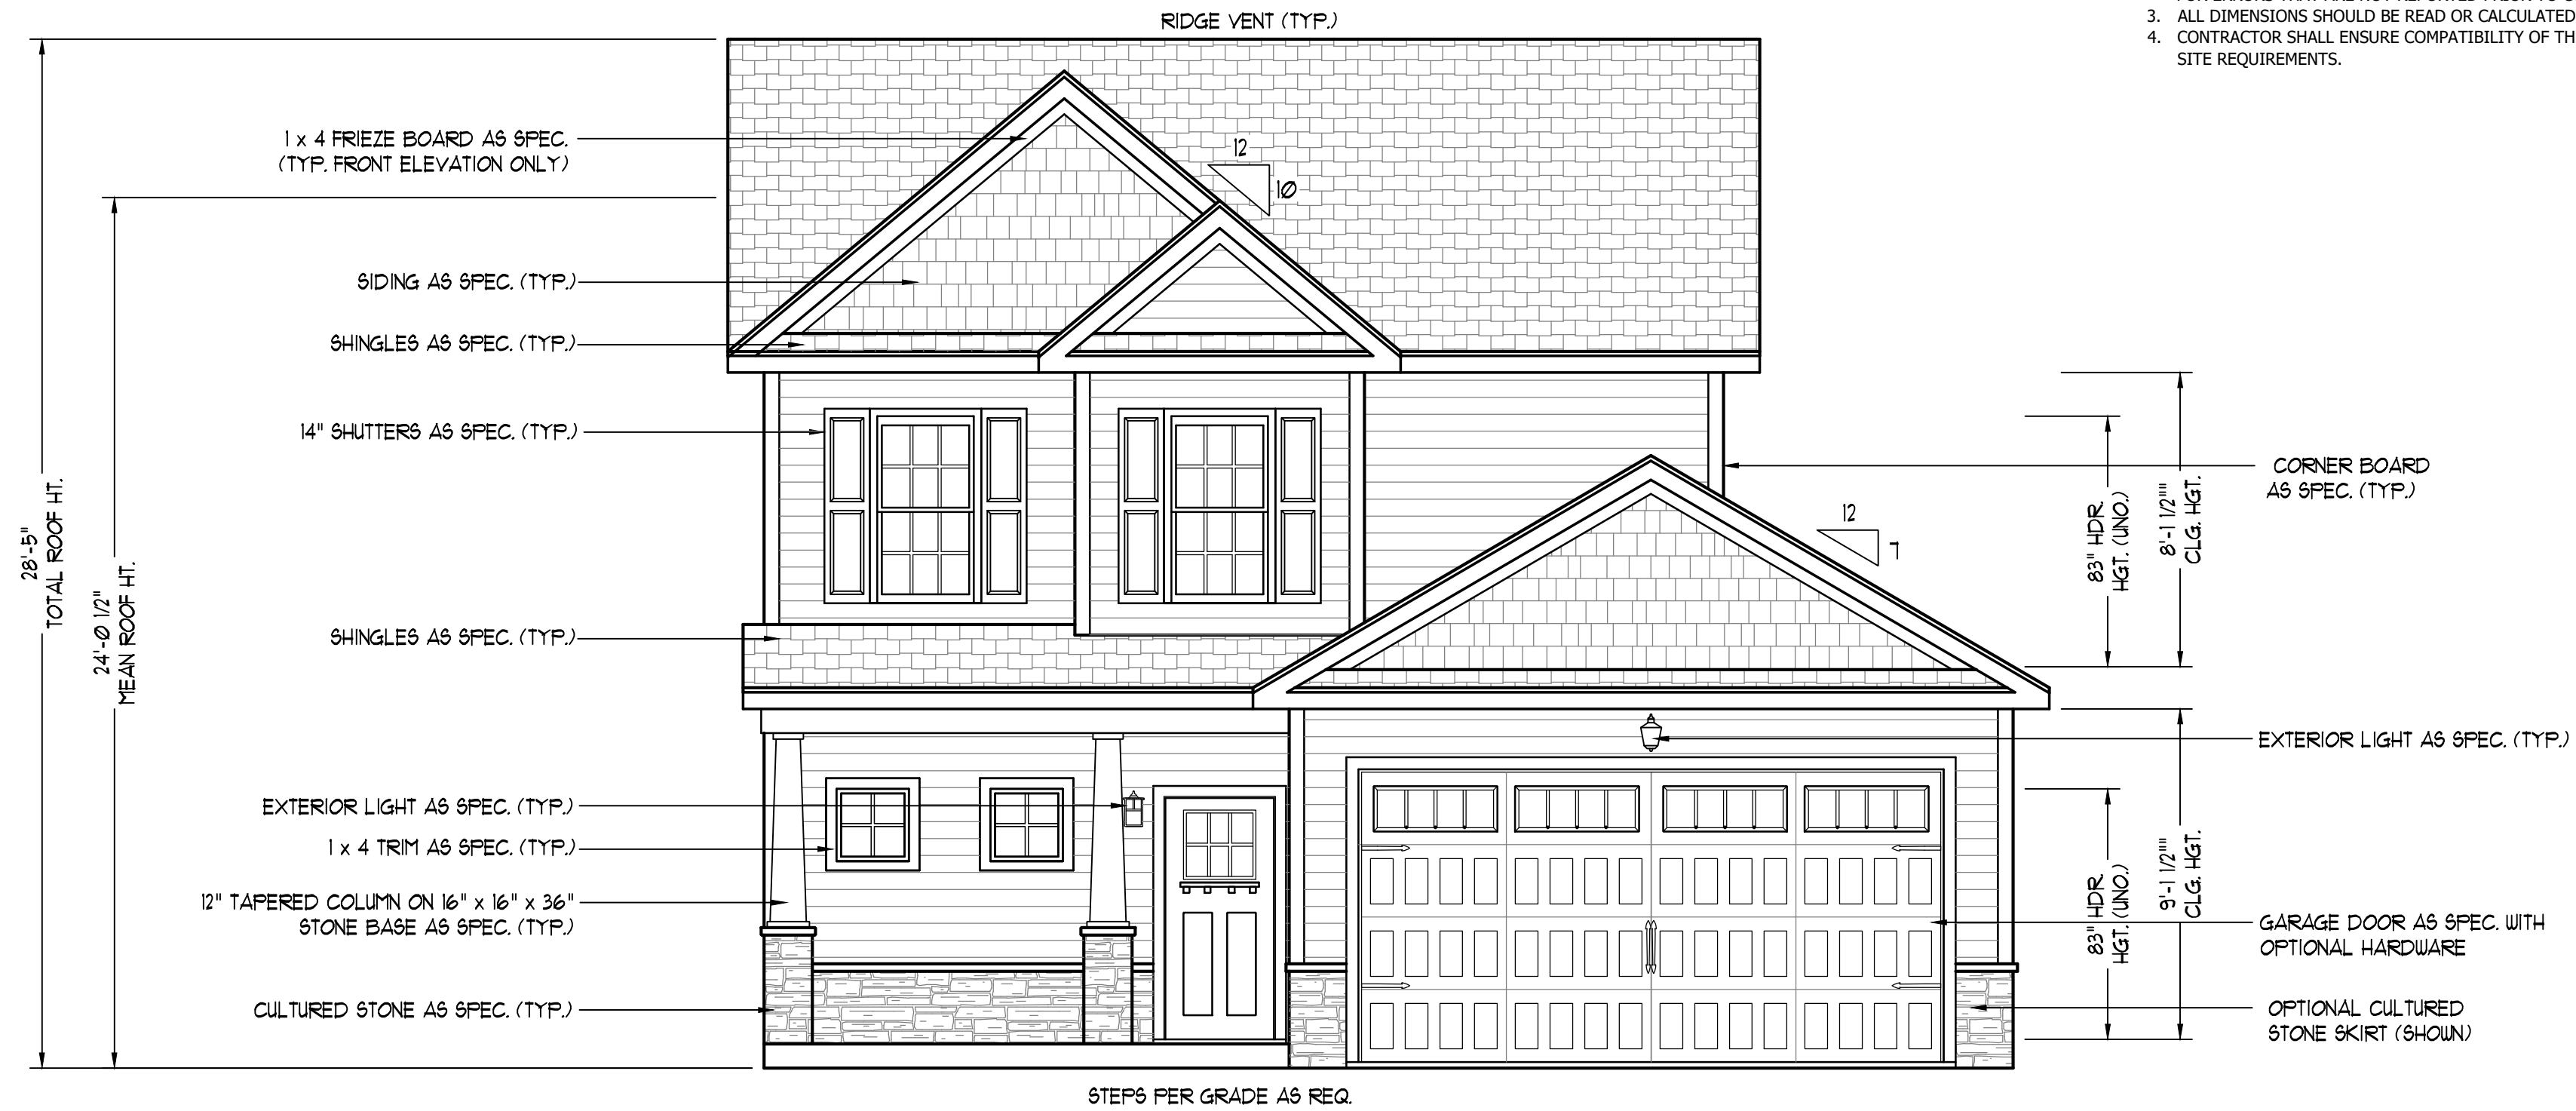 RIDGE VENT (TYP.)
3. ALL DIMENSIONS SHOULD BE READ OR CALCULATED
4. CONTRACTOR SHALL ENSURE COMPATIBILITY OF TH
SITE REQUIREMENTS.
1 x 4 FRIEZE BOARD AS SPEC.
(TYP. FRONT ELEVATION ONLY)
12
10
SIDING AS SPEC. (TYP.)
SHINGLES AS SPEC. (TYP.)
14" SHUTTERS AS SPEC. (TYP.)
28'-5"
TOTAL ROOF HT.
24'-0 1/2"
MEAN ROOF HT.
CORNER BOARD
AS SPEC. (TYP.)
12
7
83" HDR.
HGT. (UNO.)
8'-1 1/2""
CLG. HGT.
SHINGLES AS SPEC. (TYP.)
EXTERIOR LIGHT AS SPEC. (TYP.)
EXTERIOR LIGHT AS SPEC. (TYP.)
1 x 4 TRIM AS SPEC. (TYP.)
12" TAPERED COLUMN ON 16" x 16" x 36"
STONE BASE AS SPEC. (TYP.)
83" HDR.
HGT. (UNO.)
9'-1 1/2""
CLG. HGT.
GARAGE DOOR AS SPEC. WITH
OPTIONAL HARDWARE
CULTURED STONE AS SPEC. (TYP.)
OPTIONAL CULTURED
STONE SKIRT (SHOWN)
STEPS PER GRADE AS REQ.